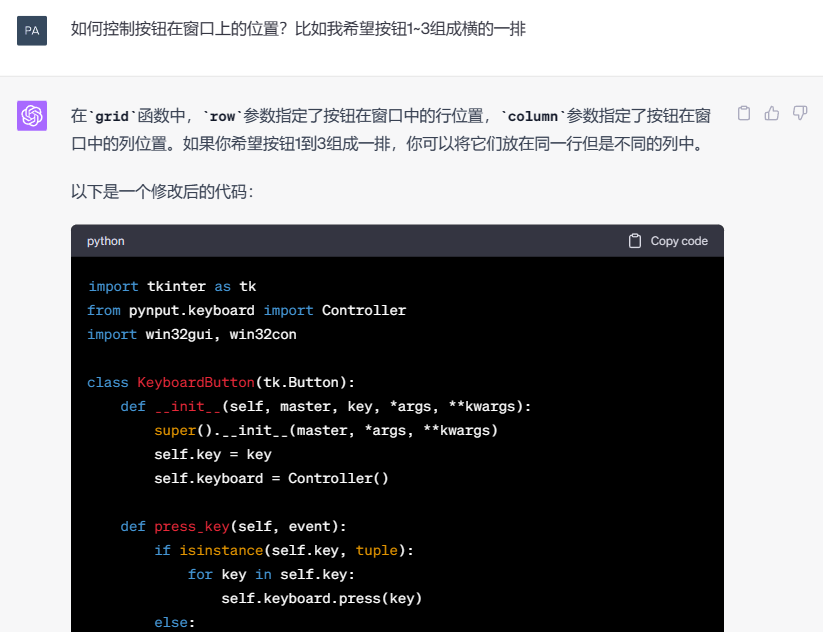 PA
如何控制按钮在窗口上的位置？比如我希望按钮1~3组成横的一排
在`grid`函数中，`row`参数指定了按钮在窗口中的行位置，`column`参数指定了按钮在窗
口中的列位置。如果你希望按钮1到3组成一排，你可以将它们放在同一行但是不同的列中。
以下是一个修改后的代码：
python Copy code
import tkinter as tk
from pynput.keyboard import Controller
import win32gui, win32con
class KeyboardButton(tk.Button):
    def __init__(self, master, key, *args, **kwargs):
        super().__init__(master, *args, **kwargs)
        self.key = key
        self.keyboard = Controller()
    def press_key(self, event):
        if isinstance(self.key, tuple):
            for key in self.key:
                self.keyboard.press(key)
        else: